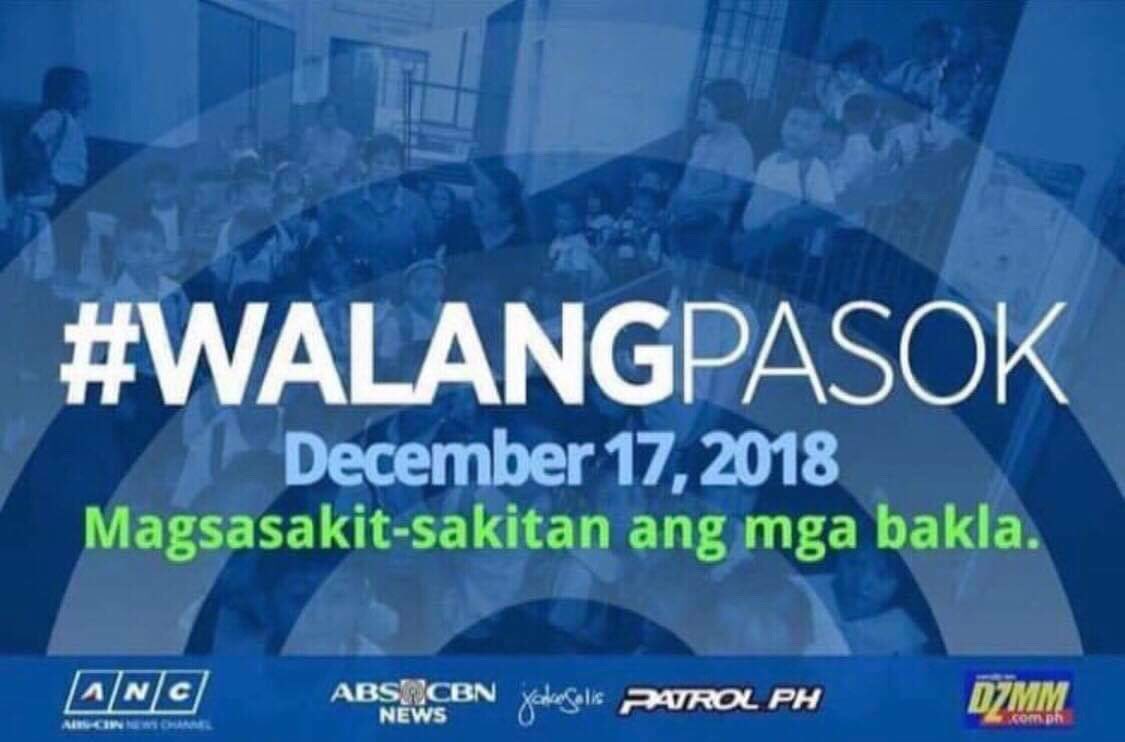 #WALANGPASOK
December 17, 2018
Magsasakit-sakitan ang mga bakla.
ANC
ABS-CBN NEWS CHANNEL
ABS-CBN
NEWS
PATROL.PH
DZMM
.com.ph